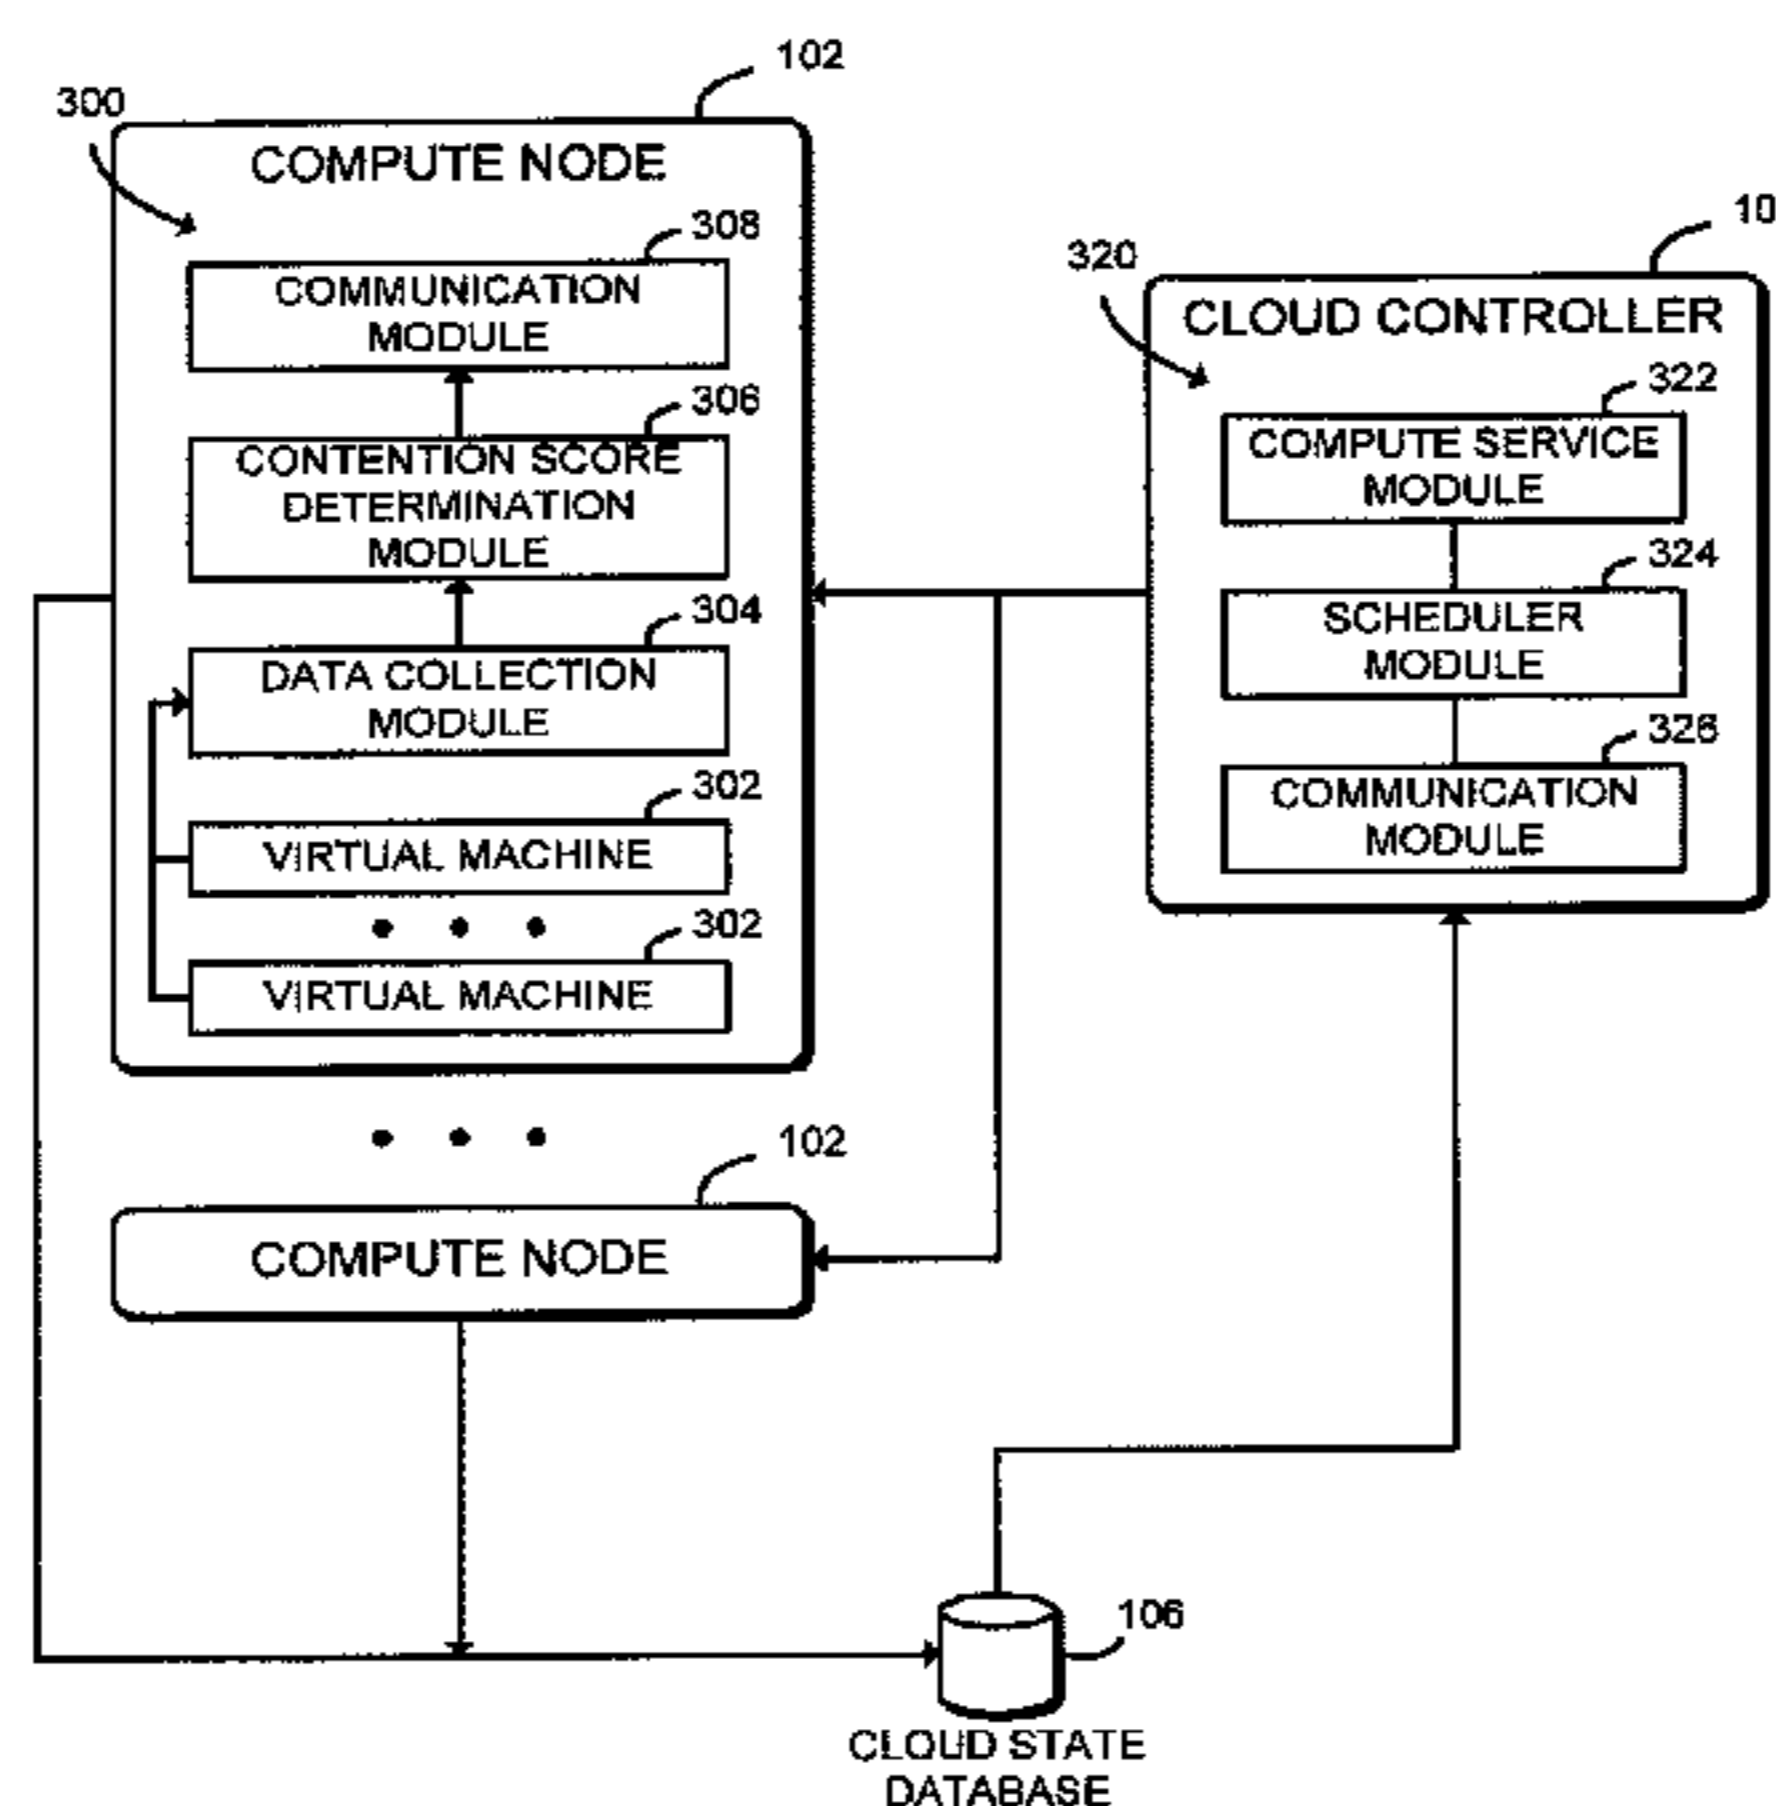 102
300
COMPUTE NODE
308
COMMUNICATION
MODULE
306
CONTENTION SCORE
DETERMINATION
MODULE
304
DATA COLLECTION
MODULE
302
VIRTUAL MACHINE
302
VIRTUAL MACHINE
102
COMPUTE NODE
10
320
CLOUD CONTROLLER
322
COMPUTE SERVICE
MODULE
324
SCHEDULER
MODULE
326
COMMUNICATION
MODULE
106
CLOUD STATE
DATABASE